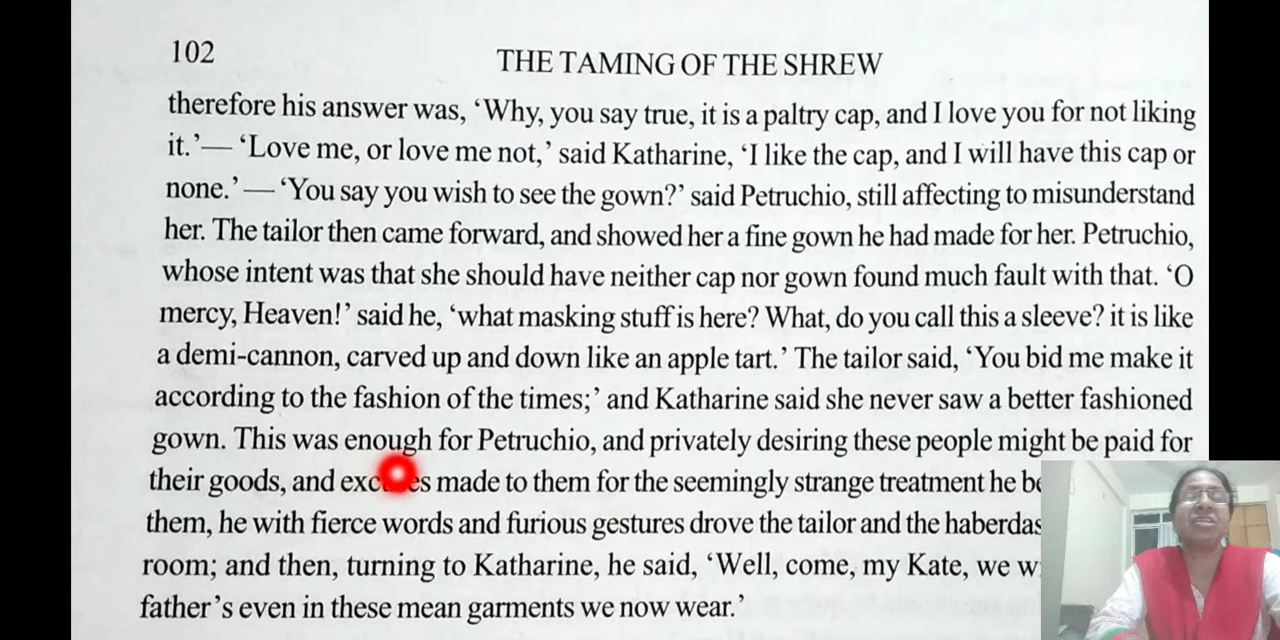 102
THE TAMING OF THE SHREW
therefore his answer was, ‘Why, you say true, it is a paltry cap, and I love you for not liking
it.’— ‘Love me, or love me not,’ said Katharine, ‘I like the cap, and I will have this cap or
none.’— ‘You say you wish to see the gown?’ said Petruchio, still affecting to misunderstand
her. The tailor then came forward, and showed her a fine gown he had made for her. Petruchio,
whose intent was that she should have neither cap nor gown found much fault with that. ‘O
mercy, Heaven!’ said he, ‘what masking stuff is here? What, do you call this a sleeve? it is like
a demi-cannon, carved up and down like an apple tart.’ The tailor said, ‘You bid me make it
according to the fashion of the times;’ and Katharine said she never saw a better fashioned
gown. This was enough for Petruchio, and privately desiring these people might be paid for
their goods, and made to them for the seemingly strange treatment he
them, he with fierce words and furious gestures drove the tailor and the
room; and then, turning to Katharine, he said, ‘Well, come, my Kate, we
father’s even in these mean garments we now wear.’